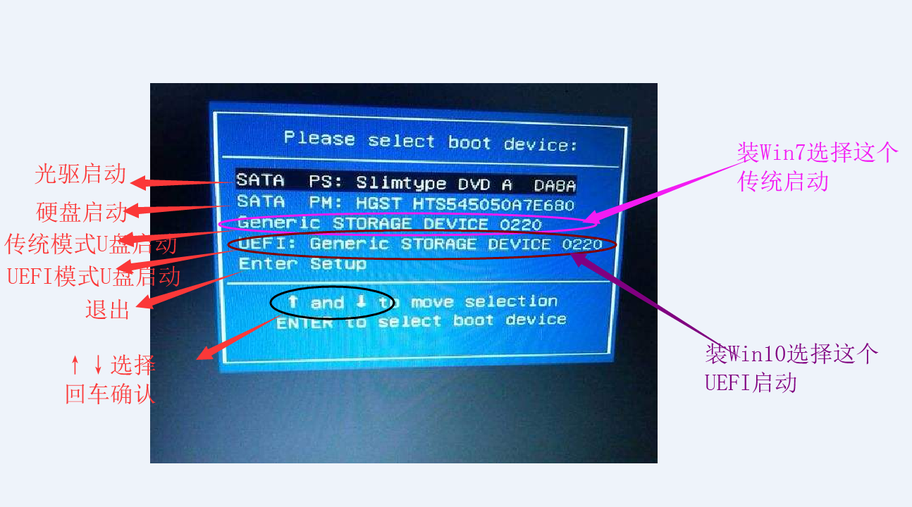 Please select boot device:
SATA PS: Slimtype DVD A DA8A
SATA PM: HGST HTS545050A7E680
Generic STORAGE DEVICE 0220
UEFI: Generic STORAGE DEVICE 0220
Enter Setup
↑ and ↓ to move selection
ENTER to select boot device
光驱启动
硬盘启动
传统模式U盘启动
UEFI模式U盘启动
退出
↑↓选择
回车确认
装Win7选择这个
传统启动
装Win10选择这个
UEFI启动